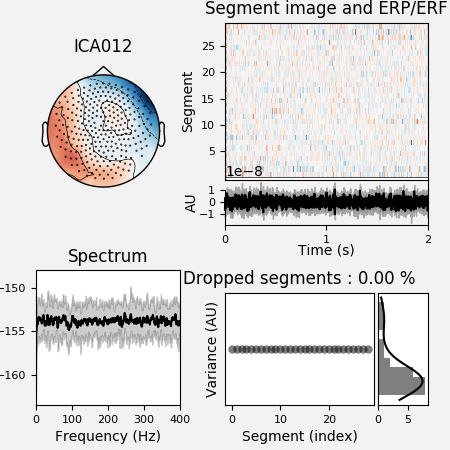 ICA012
Segment image and ERP/ERF
Segment
25
20
15
10
5
1e−8
AU
1
0
−1
0
1
2
Time (s)
Spectrum
−150
−155
−160
0
100
200
300
400
Frequency (Hz)
Dropped segments : 0.00 %
Variance (AU)
0
10
20
Segment (index)
0
5